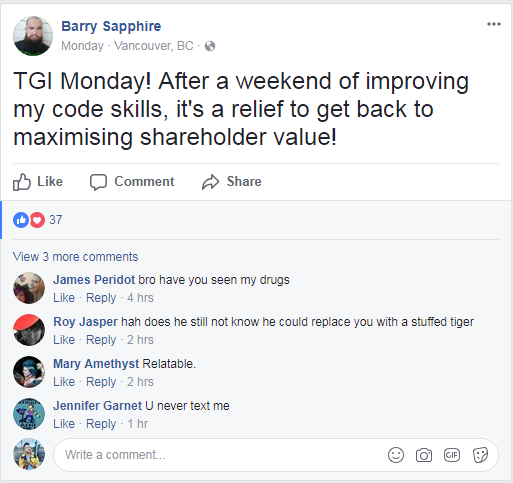 Barry Sapphire
Monday · Vancouver, BC ·
TGI Monday! After a weekend of improving
my code skills, it's a relief to get back to
maximising shareholder value!
Like Comment Share
37
View 3 more comments
James Peridot bro have you seen my drugs
Like · Reply · 4 hrs
Roy Jasper hah does he still not know he could replace you with a stuffed tiger
Like · Reply · 2 hrs
Mary Amethyst Relatable.
Like · Reply · 2 hrs
Jennifer Garnet U never text me
Like · Reply · 1 hr
Write a comment...
GIF